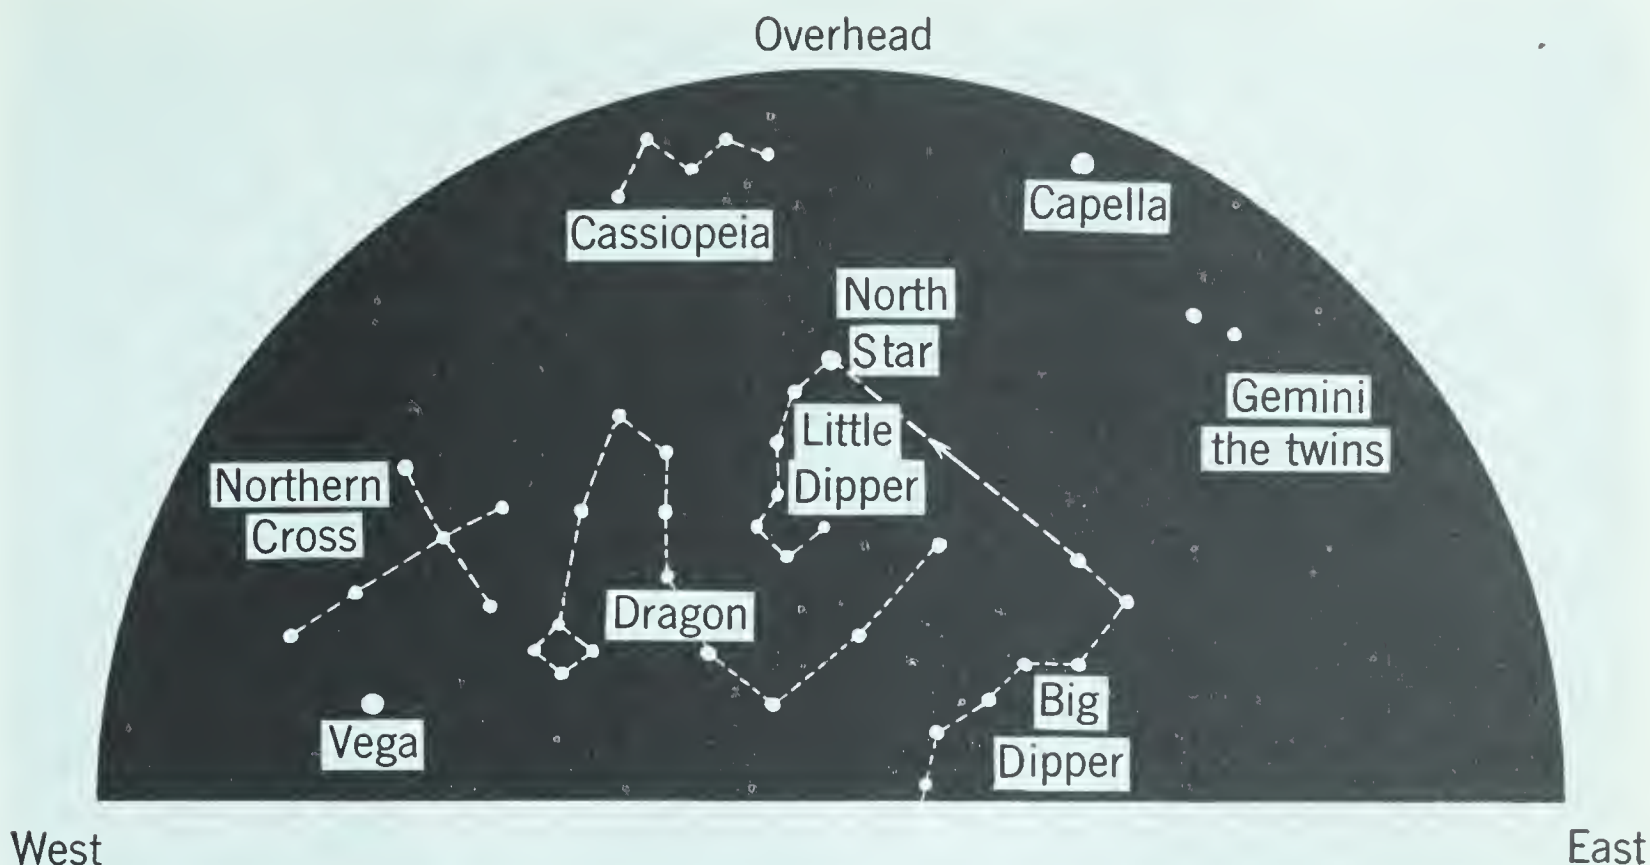 Overhead
Cassiopeia
Capella
North
Star
Gemini
the twins
Little
Dipper
Northern
Cross
Dragon
Big
Dipper
Vega
West
East